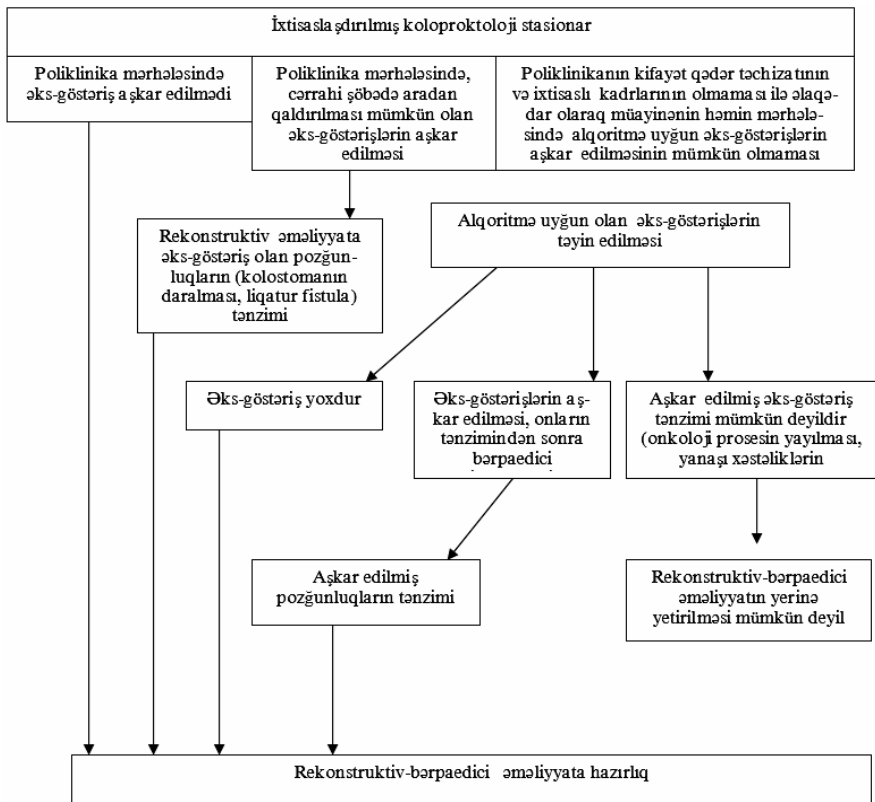 İxtisaslaşdırılmış koloproktoloji stasionar
Poliklinika mərhələsində
əks-göstəriş aşkar edilmədi
Poliklinika mərhələsində,
cərrahi şöbədə aradan
qaldırılması mümkün olan
əks-göstərişlərin aşkar
edilməsi
Poliklinikanın kifayət qədər təchizatının
və ixtisaslı kadrlarının olmaması ilə əlaqə-
dar olaraq müayinənin həmin mərhələ-
sində alqoritmə uyğun əks-göstərişlərin
aşkar edilməsinin mümkün olmaması
Rekonstruktiv əməliyyata
əks-göstəriş olan pozğun-
luqların (kolostomanın
daralması, liqatur fistula)
tənzimi
Alqoritmə uyğun olan əks-göstərişlərin
təyin edilməsi
Əks-göstəriş yoxdur
Əks-göstərişlərin aş-
kar edilməsi, onların
tənzimindən sonra
bərpaedici
Aşkar edilmiş əks-göstəriş
tənzimi mümkün deyildir
(onkoloji prosesin yayılması,
yanaşı xəstəliklərin
Aşkar edilmiş
pozğunluqların tənzimi
Rekonstruktiv-bərpaedici
əməliyyatın yerinə
yetirilməsi mümkün deyil
Rekonstruktiv-bərpaedici əməliyyata hazırlıq